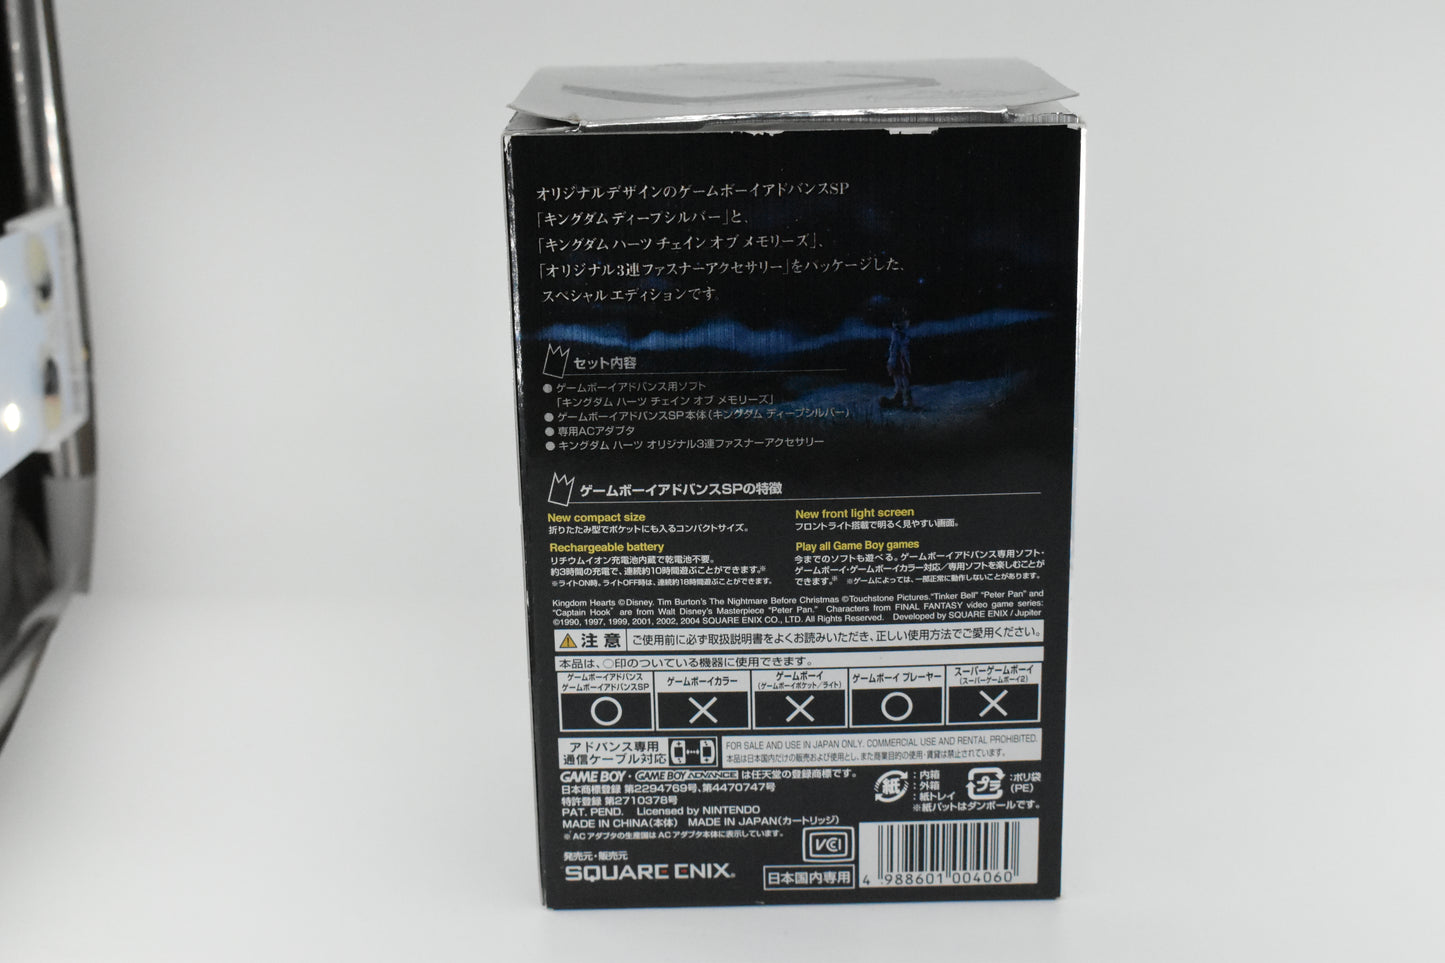 オリジナルデザインのゲームボーイアドバンスSP
「キングダム ディープシルバー」と、
「キングダム ハーツ チェイン オブ メモリーズ」、
「オリジナル3連ファスナーアクセサリー」をパッケージした、
スペシャル エディションです。
セット内容
● ゲームボーイアドバンス用ソフト
「キングダム ハーツ チェイン オブ メモリーズ」
● ゲームボーイアドバンスSP本体(キングダム ディープシルバー)
● 専用ACアダプタ
● キングダム ハーツ オリジナル3連ファスナーアクセサリー
ゲームボーイアドバンスSPの特徴
New compact size
折りたたみ型でポケットにも入るコンパクトサイズ。
Rechargeable battery
リチウムイオン充電池内蔵で乾電池不要。
約3時間の充電で、連続約10時間遊ぶことができます。※
※ライトON時。ライトOFF時は、連続約18時間遊ぶことができます。
New front light screen
フロントライト搭載で明るく見やすい画面。
Play all Game Boy games
今までのソフトも遊べる。ゲームボーイアドバンス専用ソフト・
ゲームボーイ・ゲームボーイカラー対応/専用ソフトを楽しむことが
できます。※ ※ゲームによっては、一部正常に動作しないことがあります。
Kingdom Hearts ©Disney. Tim Burton's The Nightmare Before Christmas ©Touchstone Pictures. "Tinker Bell" "Peter Pan" and
"Captain Hook" are from Walt Disney's Masterpiece "Peter Pan." Characters from FINAL FANTASY video game series:
©1990, 1997, 1999, 2001, 2002, 2004 SQUARE ENIX CO., LTD. All Rights Reserved. Developed by SQUARE ENIX / Jupiter
注意 ご使用前に必ず取扱説明書をよくお読みいただき、正しい使用方法でご愛用ください。
本品は、○印のついている機器に使用できます。
ゲームボーイアドバンス
ゲームボーイアドバンスSP
○
ゲームボーイカラー
×
ゲームボーイ
(ゲームボーイポケット/ライト)
×
ゲームボーイ プレーヤー
○
スーパーゲームボーイ
(スーパーゲームボーイ2)
×
アドバンス専用
通信ケーブル対応
FOR SALE AND USE IN JAPAN ONLY. COMMERCIAL USE AND RENTAL PROHIBITED.
本品は日本国内だけの販売および使用とし、また商業目的の使用・賃貸は禁じられています。
GAME BOY・GAME BOY ADVANCE は任天堂の登録商標です。
日本商標登録 第2294769号、第4470747号
特許登録 第2710378号
PAT. PEND. Licensed by NINTENDO
MADE IN CHINA(本体) MADE IN JAPAN(カートリッジ)
※ACアダプタの生産国はACアダプタ本体に表示しています。
紙
:内箱
:外箱
:紙トレイ
プラ
:ポリ袋
(PE)
※紙パットはダンボールです。
発売元・販売元
SQUARE ENIX.
VCI
日本国内専用
4 988601 004060